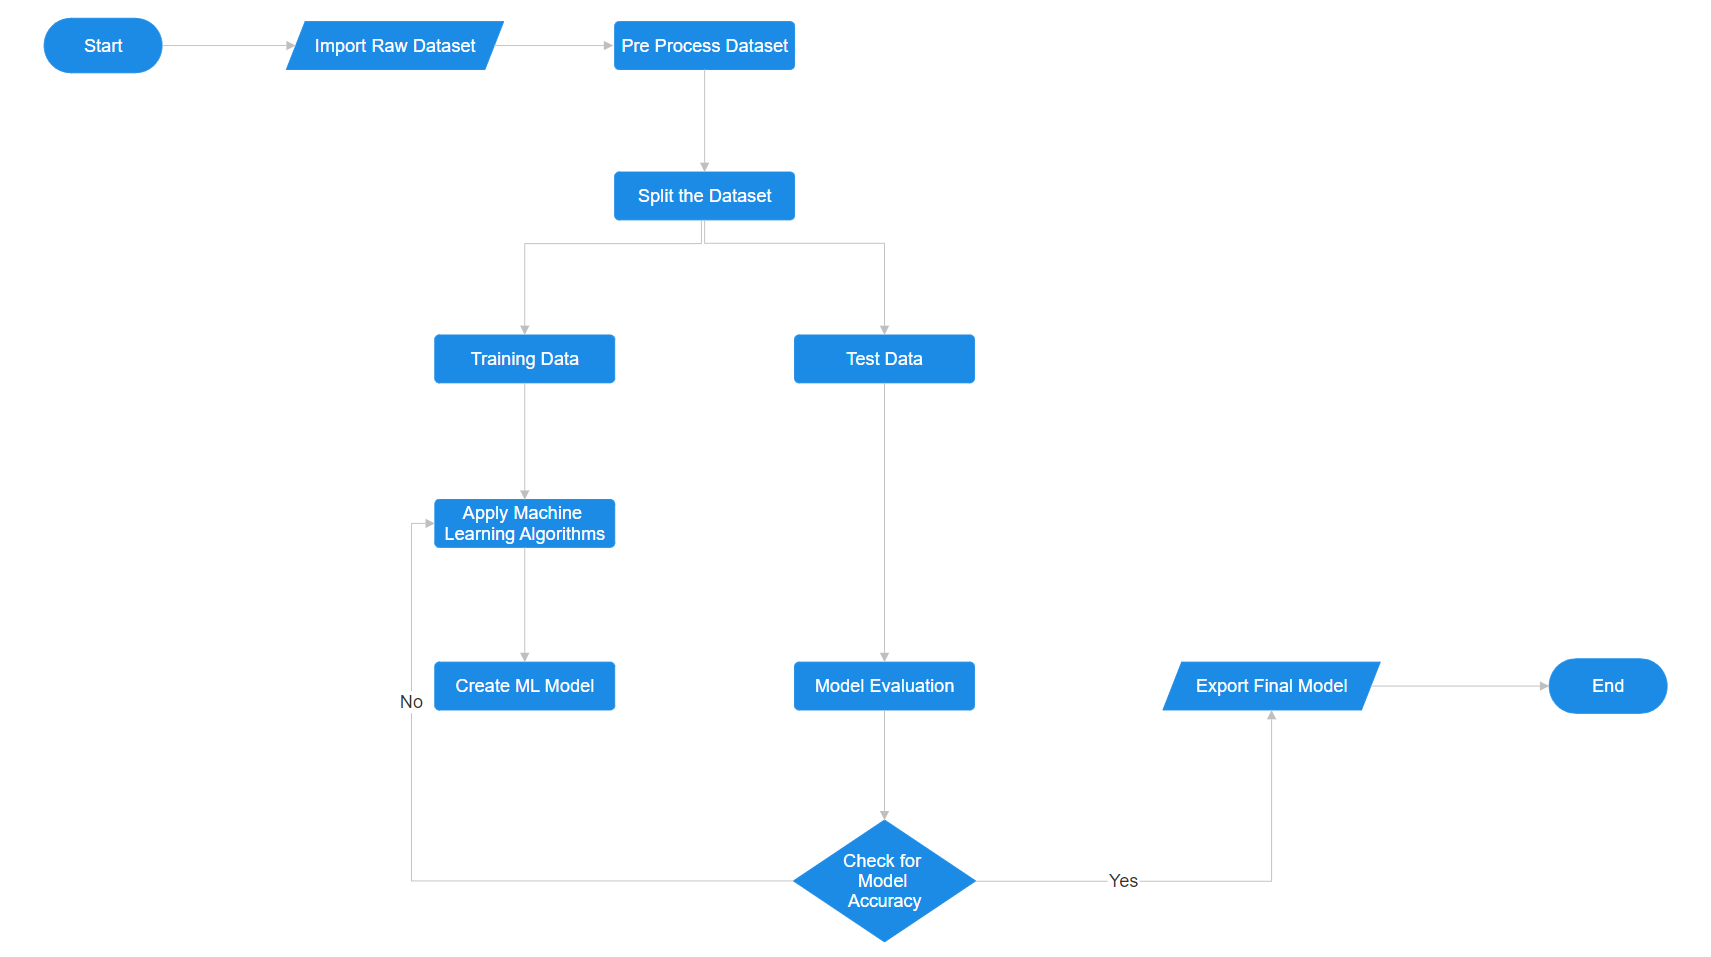 Start
Import Raw Dataset
Pre Process Dataset
Split the Dataset
Training Data
Test Data
Apply Machine
Learning Algorithms
Create ML Model
Model Evaluation
Export Final Model
End
No
Check for
Model
Accuracy
Yes